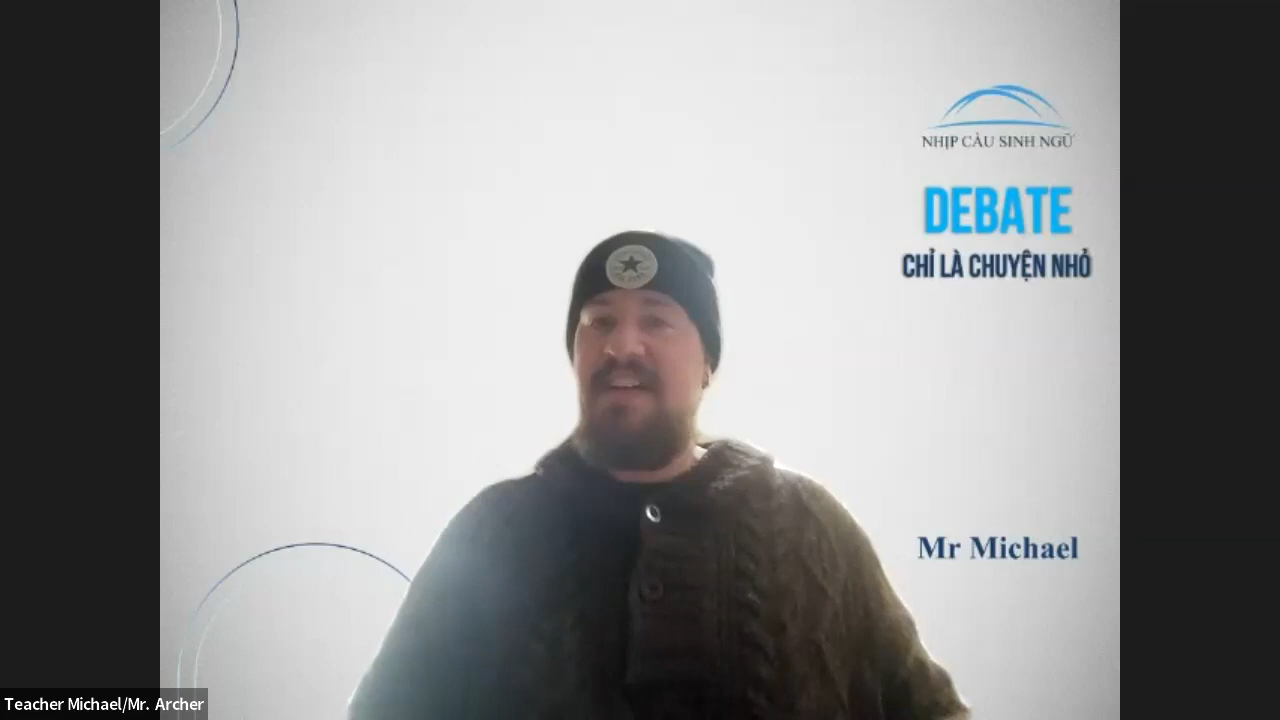 NHỊP CẦU SINH NGỮ
DEBATE
CHỈ LÀ CHUYỆN NHỎ
Mr Michael
Teacher Michael/Mr. Archer